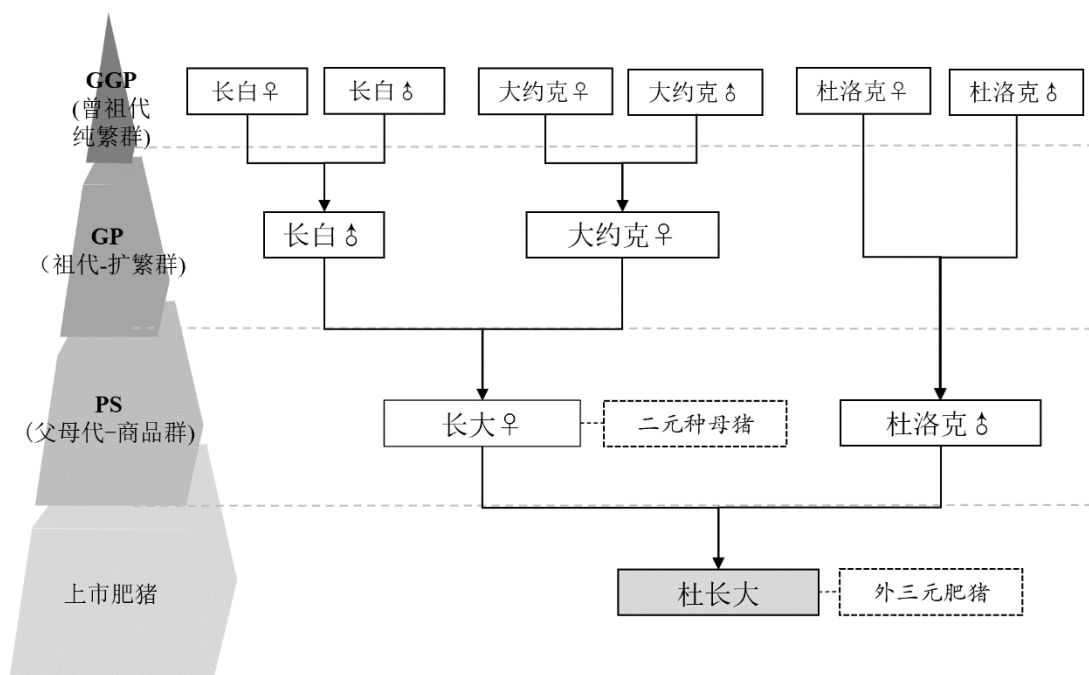 GGP
(曾祖代
纯繁群)
长白♀
长白♂
大约克♀
大约克♂
杜洛克♀
杜洛克♂
GP
（祖代-扩繁群)
长白♂
大约克♀
PS
(父母代-商品群)
长大♀
二元种母猪
杜洛克♂
上市肥猪
杜长大
外三元肥猪